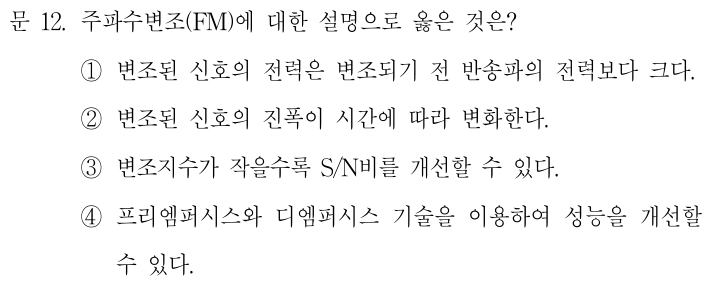 문 12. 주파수변조(FM)에 대한 설명으로 옳은 것은?
① 변조된 신호의 전력은 변조되기 전 반송파의 전력보다 크다.
② 변조된 신호의 진폭이 시간에 따라 변화한다.
③ 변조지수가 작을수록 S/N비를 개선할 수 있다.
④ 프리엠퍼시스와 디엠퍼시스 기술을 이용하여 성능을 개선할
수 있다.